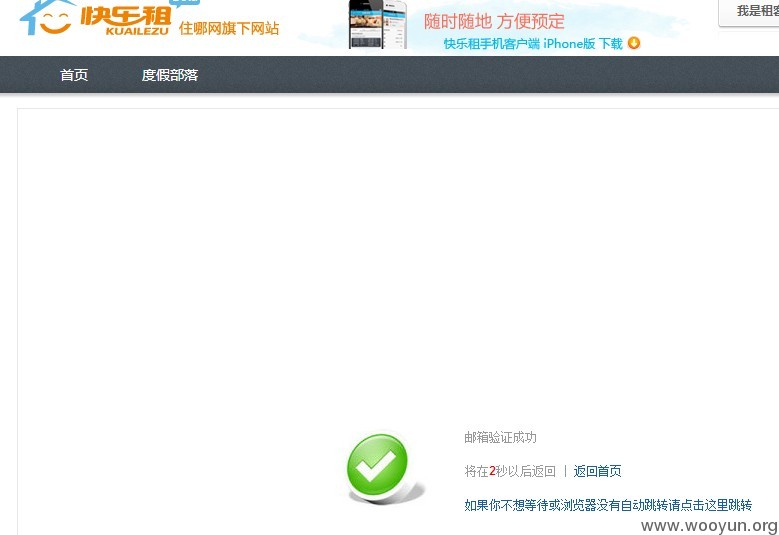 快乐租
KUAILEZU
住哪网旗下网站
随时随地 方便预定
快乐租手机客户端 iPhone版 下载
我是租客
首页
度假部落
邮箱验证成功
将在2秒以后返回 | 返回首页
如果你不想等待或浏览器没有自动跳转请点击这里跳转
www.wooyun.org